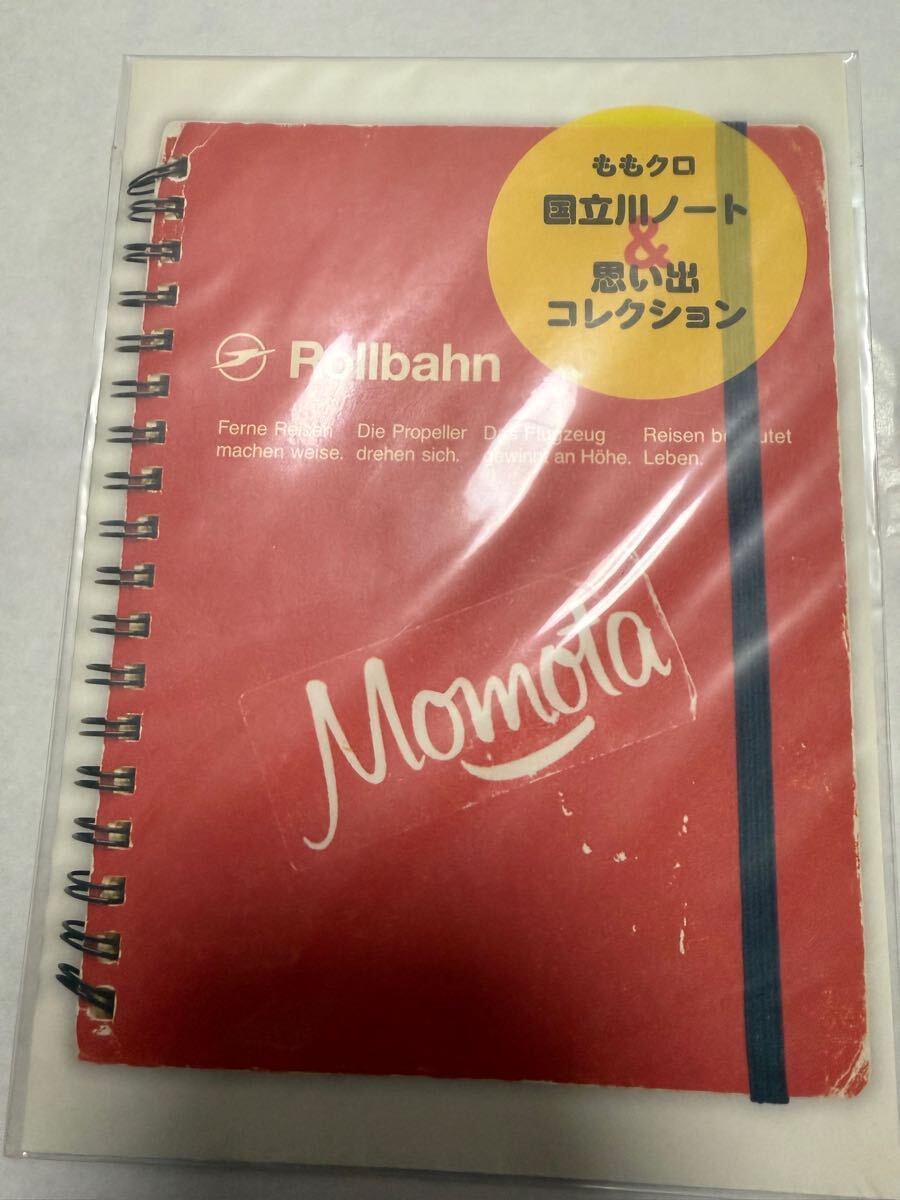 ももクロ
国立川ノート
&
思い出
コレクション
Rollbahn
Ferne Reisen
machen weise.
Die Propeller
drehen sich.
Das Flugzeug
gewinnt an Höhe.
Reisen bedeutet
Leben.
Momota